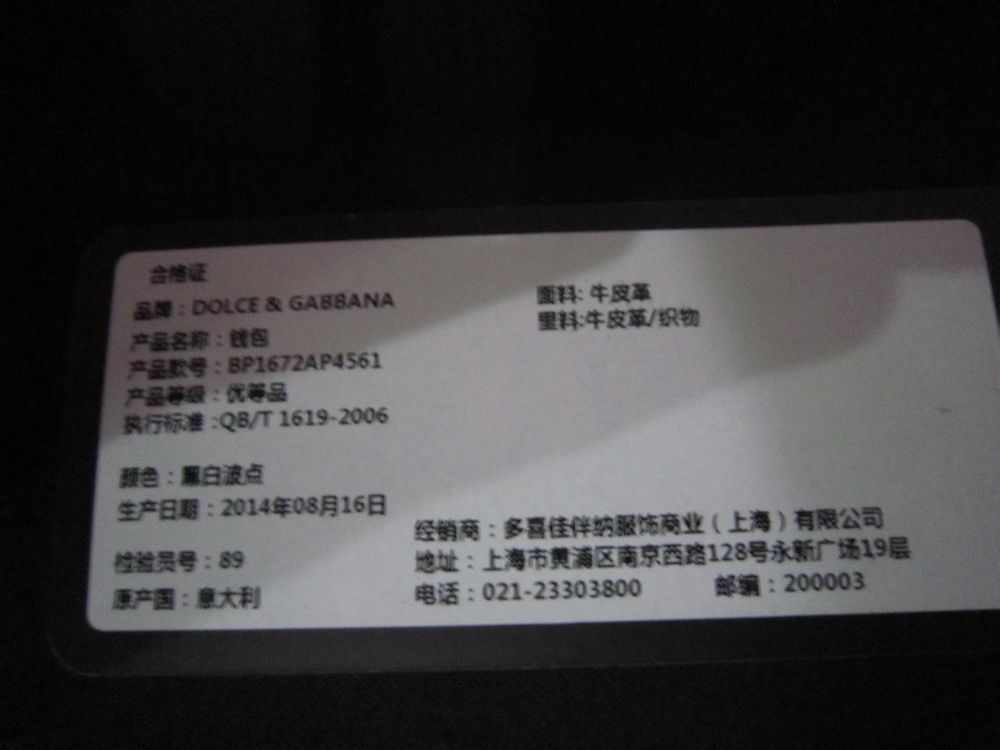 合格证
品牌：DOLCE & GABBANA
产品名称：钱包
产品款号：BP1672AP4561
产品等级：优等品
执行标准:QB/T 1619-2006
颜色：黑白波点
生产日期：2014年08月16日
检验员号：89
原产国：意大利
面料: 牛皮革
里料:牛皮革/织物
经销商：多喜佳伴纳服饰商业（上海）有限公司
地址：上海市黄浦区南京西路128号永新广场19层
电话：021-23303800 邮编：200003